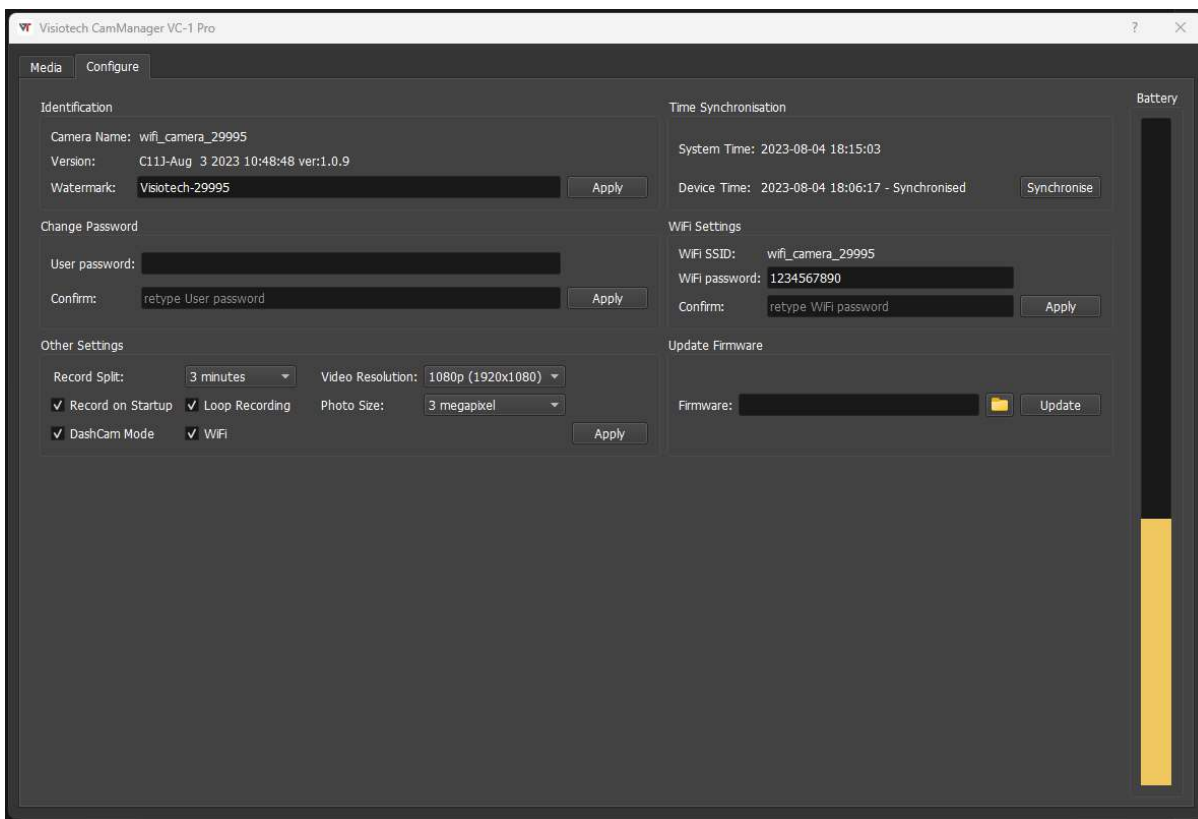 Visiotech CamManager VC-1 Pro ?
Media Configure
Battery
Identification
Camera Name: wifi_camera_29995
Version: C11J-Aug 3 2023 10:48:48 ver:1.0.9
Watermark: Visiotech-29995 Apply
Time Synchronisation
System Time: 2023-08-04 18:15:03
Device Time: 2023-08-04 18:06:17 - Synchronised Synchronise
Change Password
User password:
Confirm: retype User password Apply
WiFi Settings
WiFi SSID: wifi_camera_29995
WiFi password: 1234567890
Confirm: retype WiFi password Apply
Other Settings
Record Split: 3 minutes Video Resolution: 1080p (1920x1080)
Record on Startup Loop Recording Photo Size: 3 megapixel
DashCam Mode WiFi Apply
Update Firmware
Firmware: Update